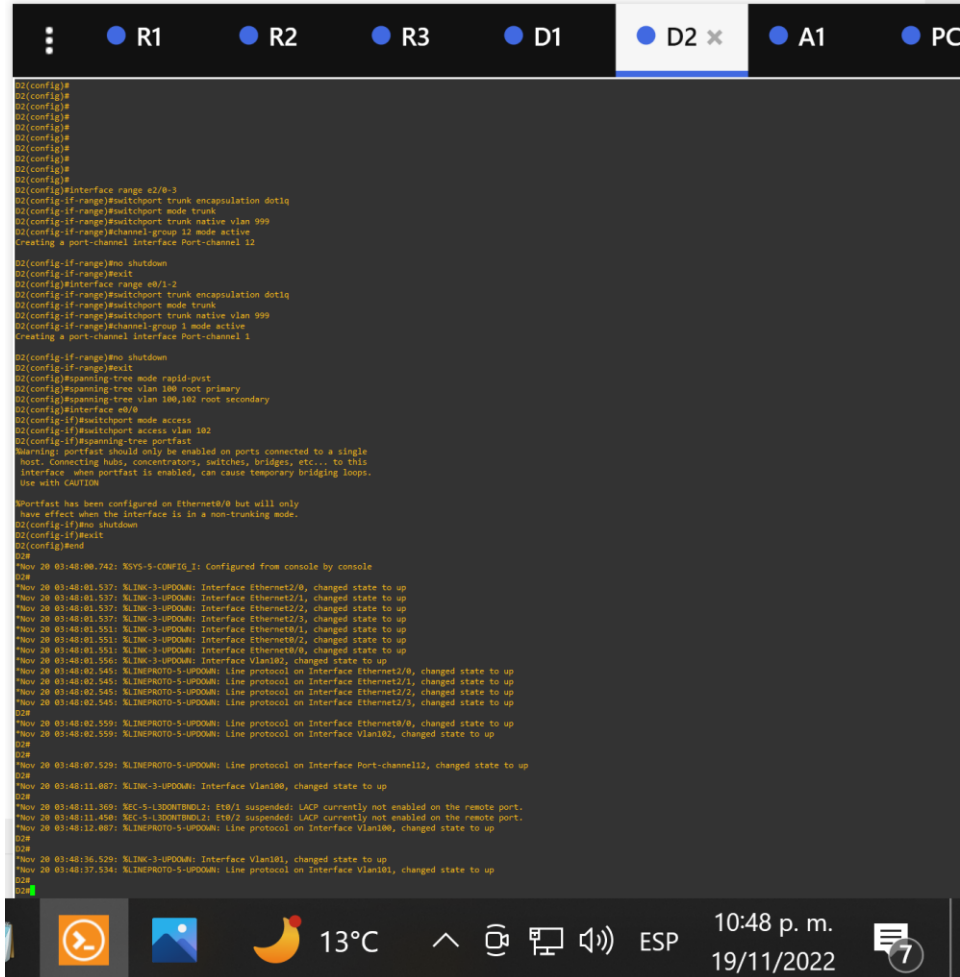 R1
R2
R3
D1
D2 ×
A1
PC
D2(config)#
D2(config)#
D2(config)#
D2(config)#
D2(config)#
D2(config)#
D2(config)#
D2(config)#
D2(config)#
D2(config)#
D2(config)#interface range e2/0-3
D2(config-if-range)#switchport trunk encapsulation dot1q
D2(config-if-range)#switchport mode trunk
D2(config-if-range)#switchport trunk native vlan 999
D2(config-if-range)#channel-group 12 mode active
Creating a port-channel interface Port-channel 12
D2(config-if-range)#no shutdown
D2(config-if-range)#exit
D2(config)#interface range e0/1-2
D2(config-if-range)#switchport trunk encapsulation dot1q
D2(config-if-range)#switchport mode trunk
D2(config-if-range)#switchport trunk native vlan 999
D2(config-if-range)#channel-group 1 mode active
Creating a port-channel interface Port-channel 1
D2(config-if-range)#no shutdown
D2(config-if-range)#exit
D2(config)#spanning-tree mode rapid-pvst
D2(config)#spanning-tree vlan 100 root primary
D2(config)#spanning-tree vlan 100,102 root secondary
D2(config)#interface e0/0
D2(config-if)#switchport mode access
D2(config-if)#switchport access vlan 102
D2(config-if)#spanning-tree portfast
%Warning: portfast should only be enabled on ports connected to a single
host. Connecting hubs, concentrators, switches, bridges, etc... to this
interface when portfast is enabled, can cause temporary bridging loops.
Use with CAUTION
%Portfast has been configured on Ethernet0/0 but will only
have effect when the interface is in a non-trunking mode.
D2(config-if)#no shutdown
D2(config-if)#exit
D2(config)#end
D2#
*Nov 20 03:48:00.742: %SYS-5-CONFIG_I: Configured from console by console
D2#
*Nov 20 03:48:01.537: %LINK-3-UPDOWN: Interface Ethernet2/0, changed state to up
*Nov 20 03:48:01.537: %LINK-3-UPDOWN: Interface Ethernet2/1, changed state to up
*Nov 20 03:48:01.537: %LINK-3-UPDOWN: Interface Ethernet2/2, changed state to up
*Nov 20 03:48:01.537: %LINK-3-UPDOWN: Interface Ethernet2/3, changed state to up
*Nov 20 03:48:01.551: %LINK-3-UPDOWN: Interface Ethernet0/1, changed state to up
*Nov 20 03:48:01.551: %LINK-3-UPDOWN: Interface Ethernet0/2, changed state to up
*Nov 20 03:48:01.551: %LINK-3-UPDOWN: Interface Ethernet0/0, changed state to up
*Nov 20 03:48:01.556: %LINK-3-UPDOWN: Interface Vlan102, changed state to up
*Nov 20 03:48:02.545: %LINEPROTO-5-UPDOWN: Line protocol on Interface Ethernet2/0, changed state to up
*Nov 20 03:48:02.545: %LINEPROTO-5-UPDOWN: Line protocol on Interface Ethernet2/1, changed state to up
*Nov 20 03:48:02.545: %LINEPROTO-5-UPDOWN: Line protocol on Interface Ethernet2/2, changed state to up
*Nov 20 03:48:02.545: %LINEPROTO-5-UPDOWN: Line protocol on Interface Ethernet2/3, changed state to up
D2#
*Nov 20 03:48:02.559: %LINEPROTO-5-UPDOWN: Line protocol on Interface Ethernet0/0, changed state to up
*Nov 20 03:48:02.559: %LINEPROTO-5-UPDOWN: Line protocol on Interface Vlan102, changed state to up
D2#
D2#
*Nov 20 03:48:07.529: %LINEPROTO-5-UPDOWN: Line protocol on Interface Port-channel12, changed state to up
D2#
*Nov 20 03:48:11.087: %LINK-3-UPDOWN: Interface Vlan100, changed state to up
D2#
*Nov 20 03:48:11.369: %EC-5-L3DONTBNDL2: Et0/1 suspended: LACP currently not enabled on the remote port.
*Nov 20 03:48:11.450: %EC-5-L3DONTBNDL2: Et0/2 suspended: LACP currently not enabled on the remote port.
*Nov 20 03:48:12.087: %LINEPROTO-5-UPDOWN: Line protocol on Interface Vlan100, changed state to up
D2#
D2#
*Nov 20 03:48:36.529: %LINK-3-UPDOWN: Interface Vlan101, changed state to up
*Nov 20 03:48:37.534: %LINEPROTO-5-UPDOWN: Line protocol on Interface Vlan101, changed state to up
D2#
D2#
13°C
ESP
10:48 p. m.
19/11/2022
7